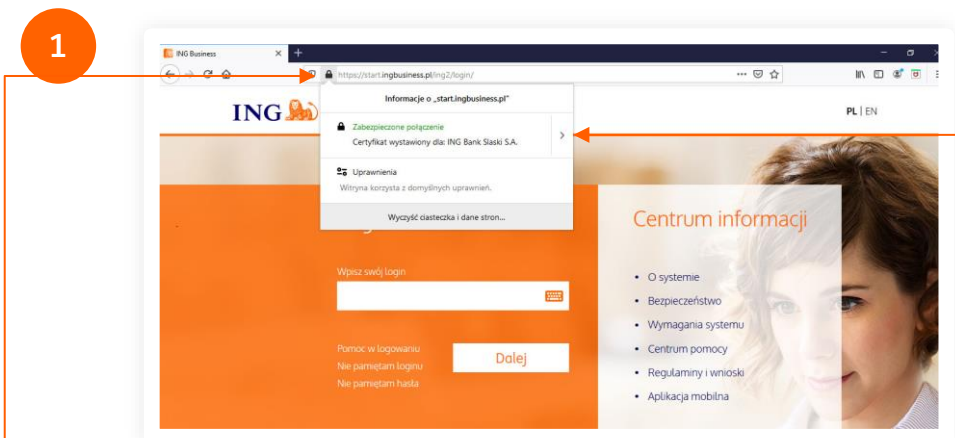 1
ING Business
https://start.ingbusiness.pl/ing2/login/
Informacje o „start.ingbusiness.pl"
ING
PL | EN
Zabezpieczone połączenie
Certyfikat wystawiony dla: ING Bank Slaski S.A.
Uprawnienia
Witryna korzysta z domyślnych uprawnień.
Wyczyść ciasteczka i dane stron...
Centrum informacji
Wpisz swój login
• O systemie
• Bezpieczeństwo
• Wymagania systemu
• Centrum pomocy
• Regulaminy i wnioski
• Aplikacja mobilna
Pomoc w logowaniu
Nie pamiętam loginu
Nie pamiętam hasła
Dalej